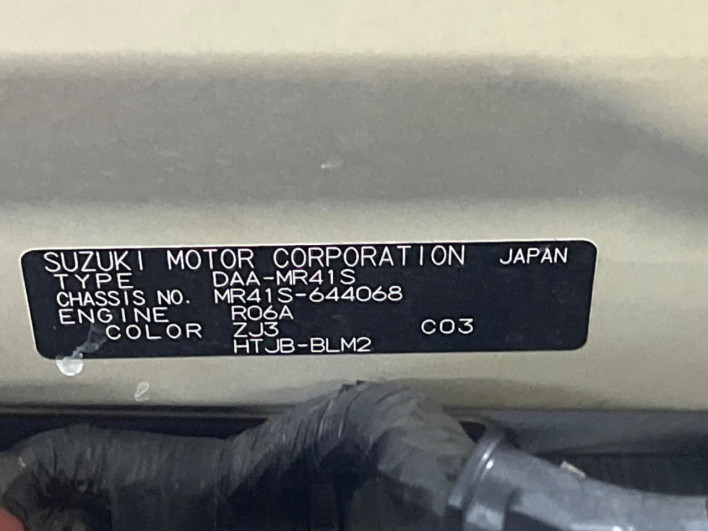 SUZUKI MOTOR CORPORATION JAPAN
TYPE DAA-MR41S
CHASSIS NO. MR41S-644068
ENGINE R06A
COLOR ZJ3 C03
HTJB-BLM2